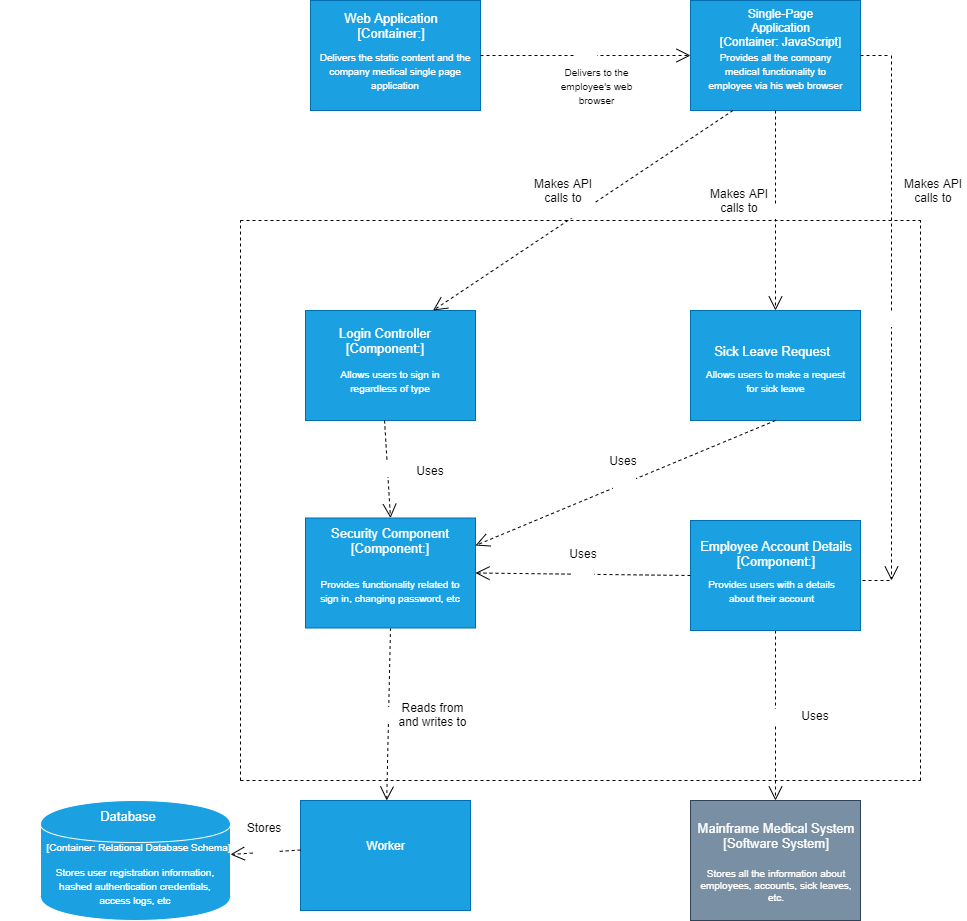 Web Application
[Container:]
Delivers the static content and the
company medical single page
application
Delivers to the
employee's web
browser
Single-Page
Application
[Container: JavaScript]
Provides all the company
medical functionality to
employee via his web browser
Makes API
calls to
Makes API
calls to
Makes API
calls to
Login Controller
[Component:]
Allows users to sign in
regardless of type
Sick Leave Request
Allows users to make a request
for sick leave
Uses
Uses
Security Component
[Component:]
Provides functionality related to
sign in, changing password, etc
Uses
Employee Account Details
[Component:]
Provides users with a details
about their account
Reads from
and writes to
Uses
Database
[Container: Relational Database Schema]
Stores user registration information,
hashed authentication credentials,
access logs, etc
Stores
Worker
Mainframe Medical System
[Software System]
Stores all the information about
employees, accounts, sick leaves,
etc.